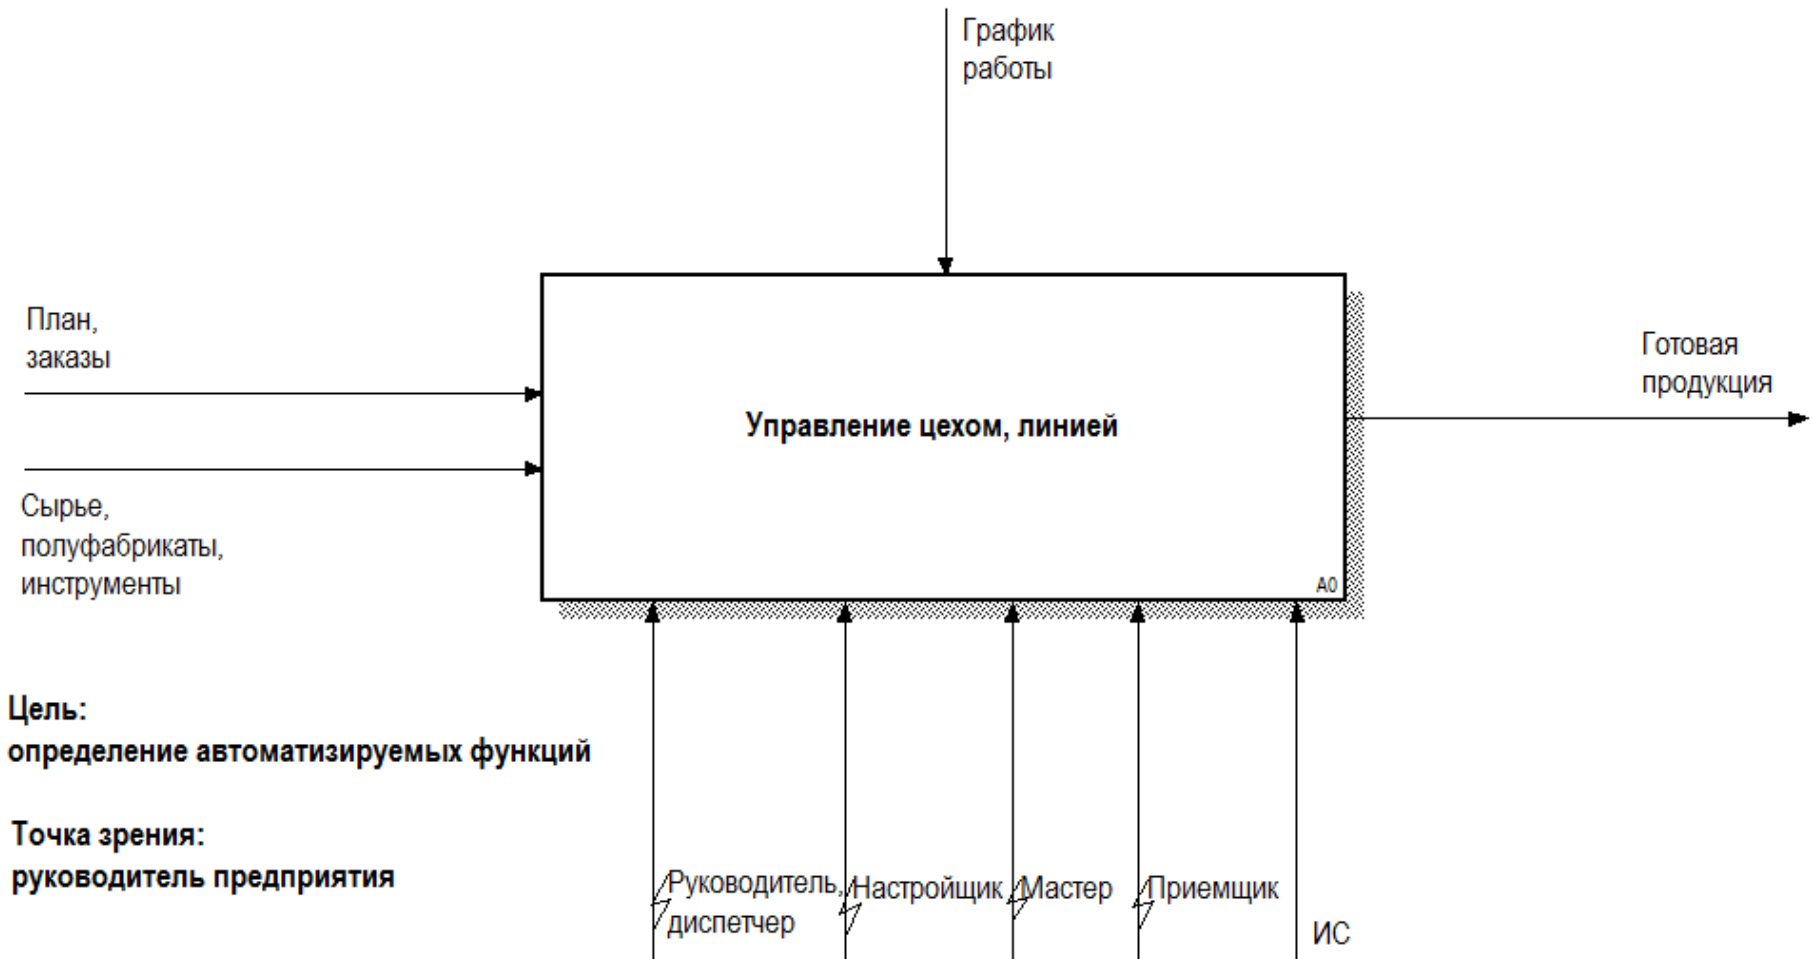 График
работы
План,
заказы
Сырье,
полуфабрикаты,
инструменты
Управление цехом, линией
A0
Готовая
продукция
Цель:
определение автоматизируемых функций
Точка зрения:
руководитель предприятия
Руководитель,
диспетчер
Настройщик
Мастер
Приемщик
ИС